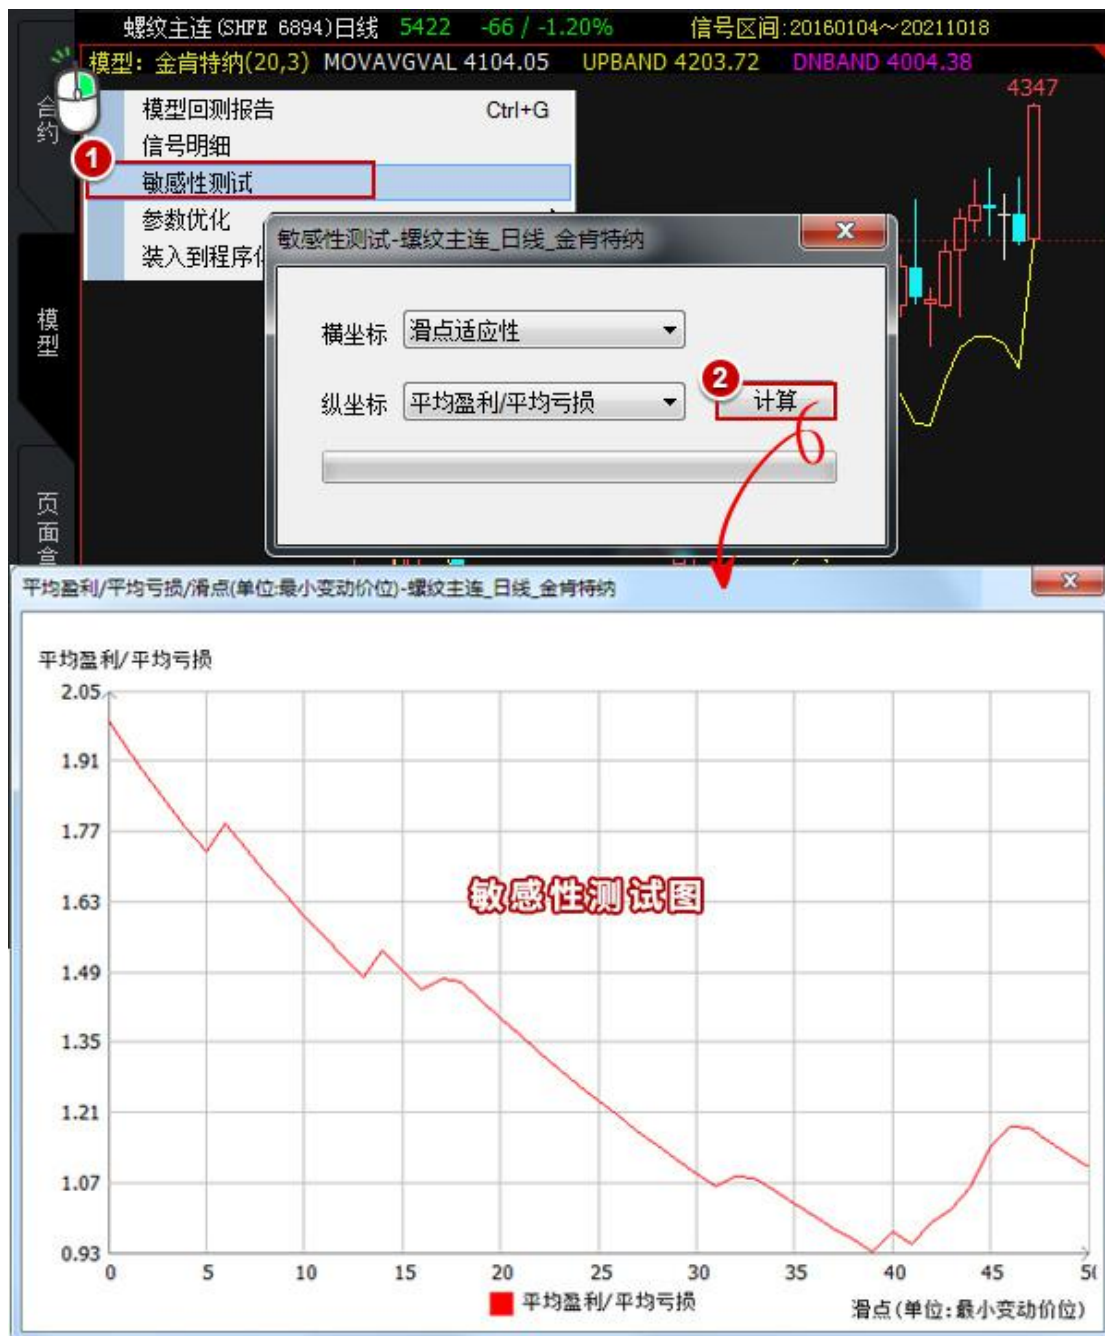 螺纹主连(SHFE 6894)日线 5422 -66 / -1.20% 信号区间:20160104~20211018
模型: 金肯特纳(20,3) MOVAVGVAL 4104.05 UPBAND 4203.72 DNBAND 4004.38
4347
合约
模型回测报告 Ctrl+G
信号明细
1
敏感性测试
参数优化
装入到程序化
敏感性测试-螺纹主连_日线_金肯特纳
横坐标 滑点适应性
2
纵坐标 平均盈利/平均亏损 计算
模型
页面盒
平均盈利/平均亏损/滑点(单位:最小变动价位)-螺纹主连_日线_金肯特纳
平均盈利/平均亏损
2.05
1.91
1.77
敏感性测试图
1.63
1.49
1.35
1.21
1.07
0.93
0 5 10 15 20 25 30 35 40 45 50
平均盈利/平均亏损
滑点(单位:最小变动价位)